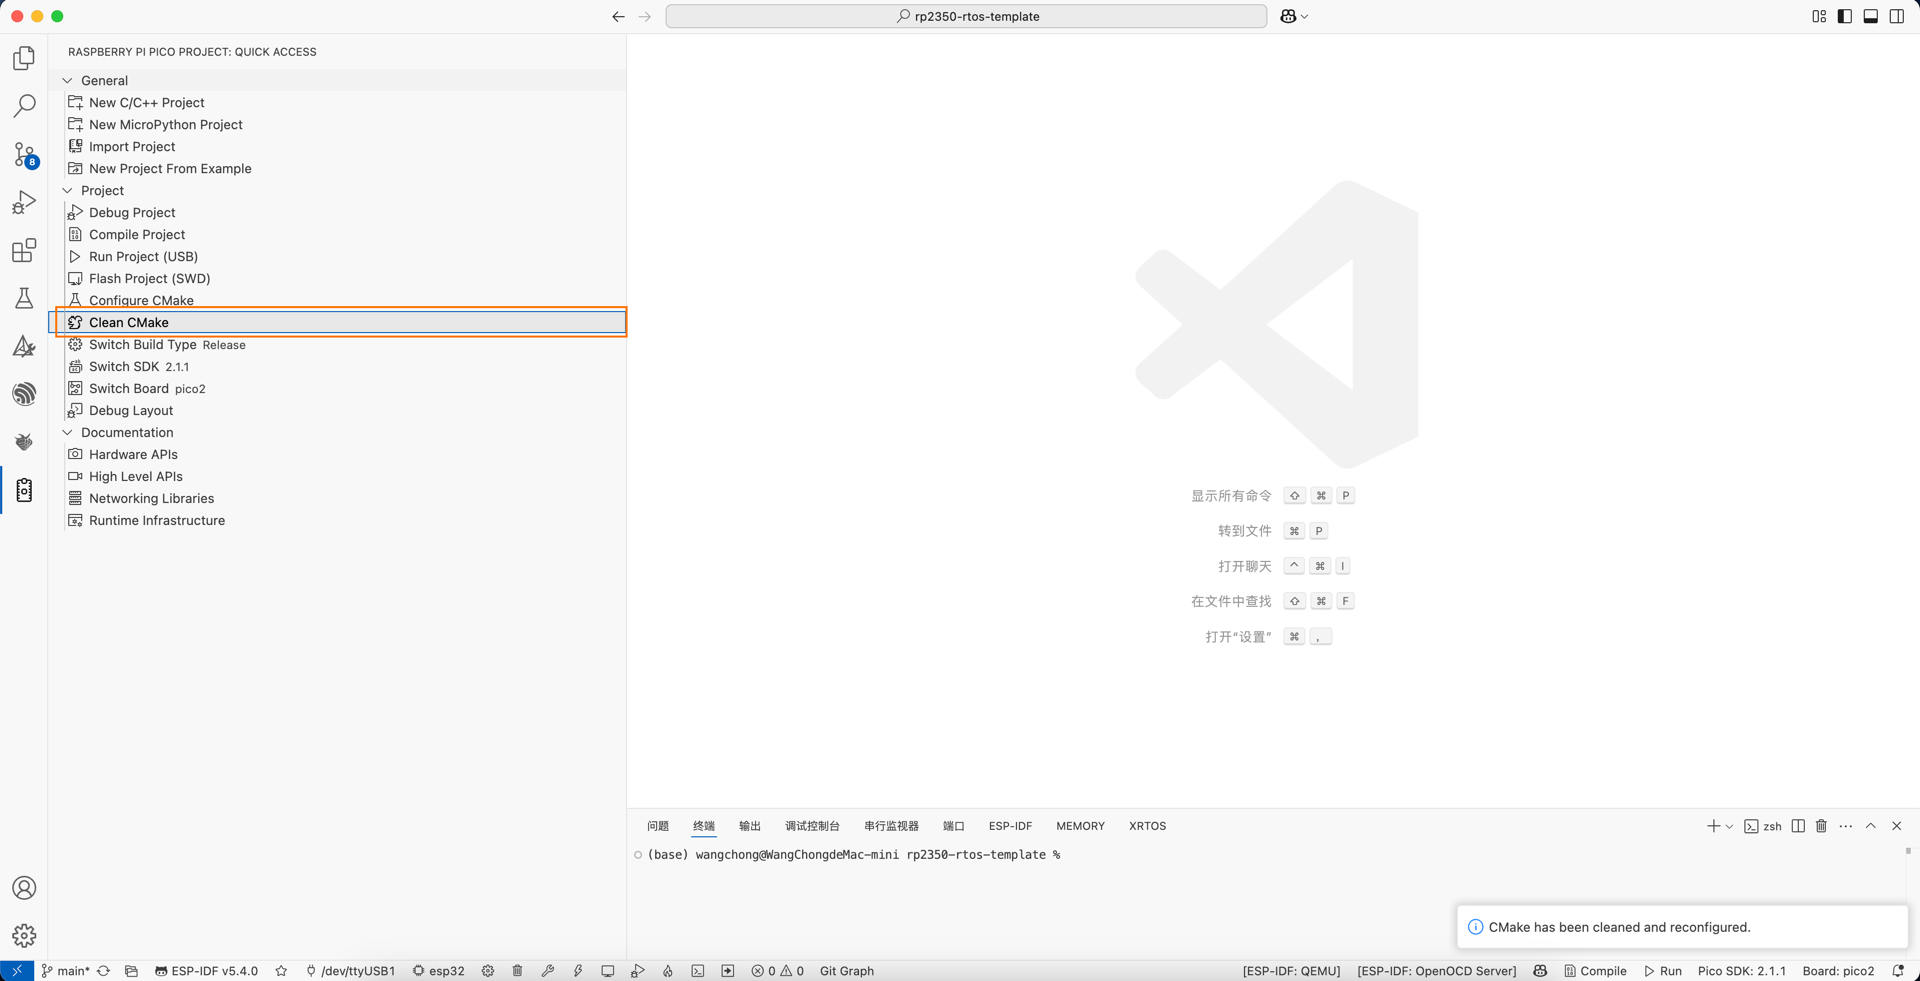 rp2350-rtos-template
RASPBERRY PI PICO PROJECT: QUICK ACCESS
General
New C/C++ Project
New MicroPython Project
Import Project
New Project From Example
Project
Debug Project
Compile Project
Run Project (USB)
Flash Project (SWD)
Configure CMake
Clean CMake
Switch Build Type Release
Switch SDK 2.1.1
Switch Board pico2
Debug Layout
Documentation
Hardware APIs
High Level APIs
Networking Libraries
Runtime Infrastructure
8
显示所有命令 ⇧ ⌘ P
转到文件 ⌘ P
打开聊天 ^ ⌘ I
在文件中查找 ⇧ ⌘ F
打开“设置” ⌘ ,
问题 终端 输出 调试控制台 串行监视器 端口 ESP-IDF MEMORY XRTOS zsh
(base) wangchong@WangChongdeMac-mini rp2350-rtos-template %
CMake has been cleaned and reconfigured.
main* ESP-IDF v5.4.0 /dev/ttyUSB1 esp32 0 0 Git Graph [ESP-IDF: QEMU] [ESP-IDF: OpenOCD Server] Compile Run Pico SDK: 2.1.1 Board: pico2